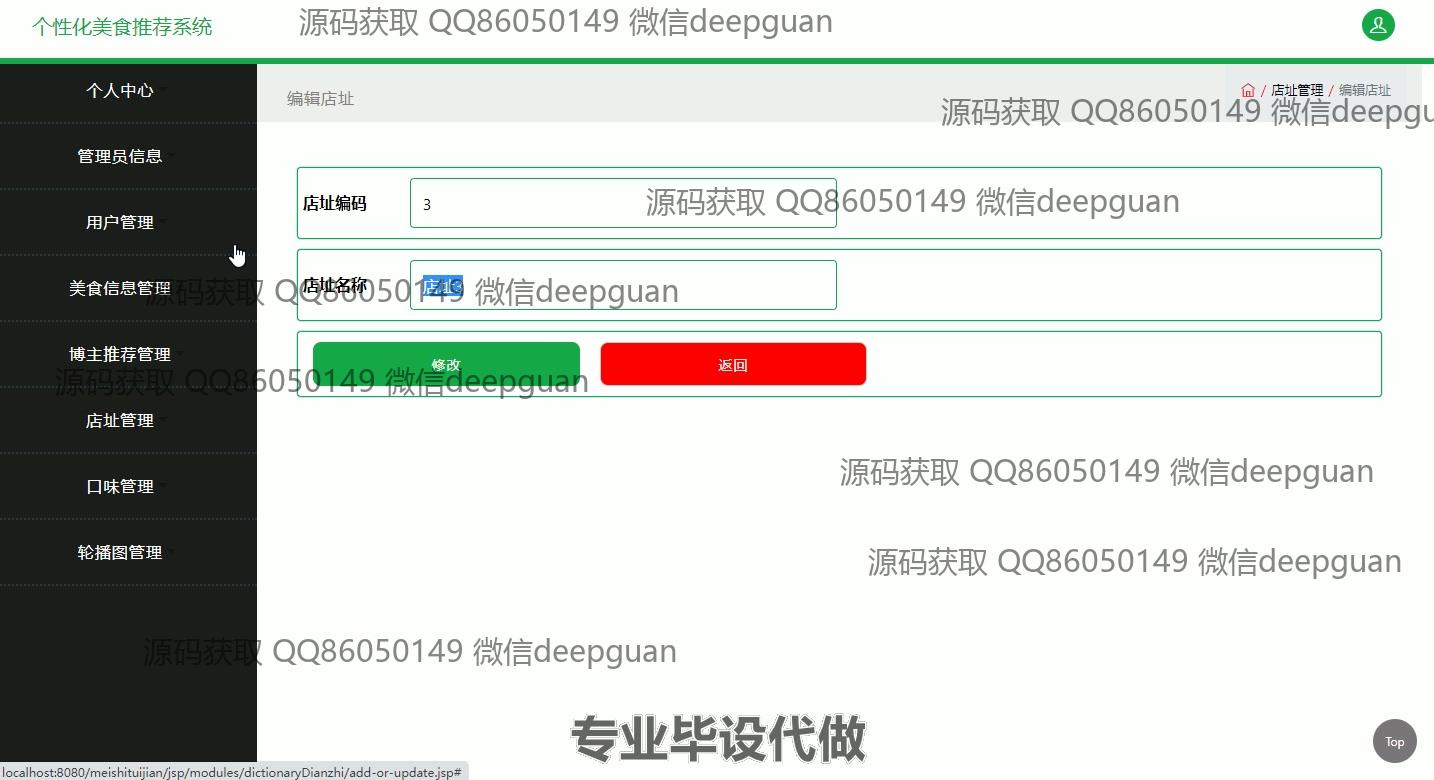 个性化美食推荐系统
源码获取 QQ86050149 微信deepguan
个人中心
管理员信息
用户管理
美食信息管理
博主推荐管理
店址管理
口味管理
轮播图管理
编辑店址
/ 店址管理 / 编辑店址
源码获取 QQ86050149 微信deepgu
店址编码
3
源码获取 QQ86050149 微信deepguan
店址名称
店址3
源码获取 QQ86050149 微信deepguan
修改
返回
源码获取 QQ86050149 微信deepguan
源码获取 QQ86050149 微信deepguan
源码获取 QQ86050149 微信deepguan
源码获取 QQ86050149 微信deepguan
专业毕设代做
Top
localhost:8080/meishituijian/jsp/modules/dictionaryDianzhi/add-or-update.jsp#